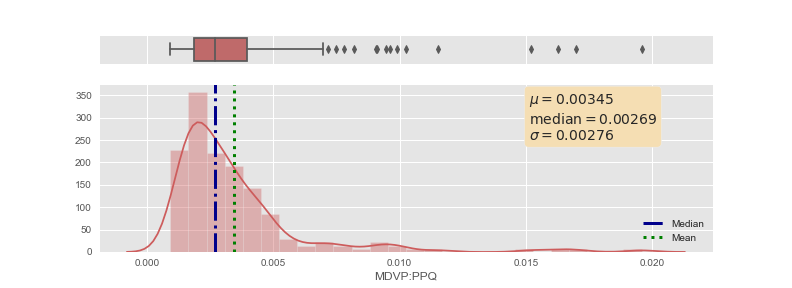 350
300
250
200
150
100
50
0
μ = 0.00345
median = 0.00269
σ = 0.00276
Median
Mean
0.000 0.005 0.010 0.015 0.020
MDVP:PPQ